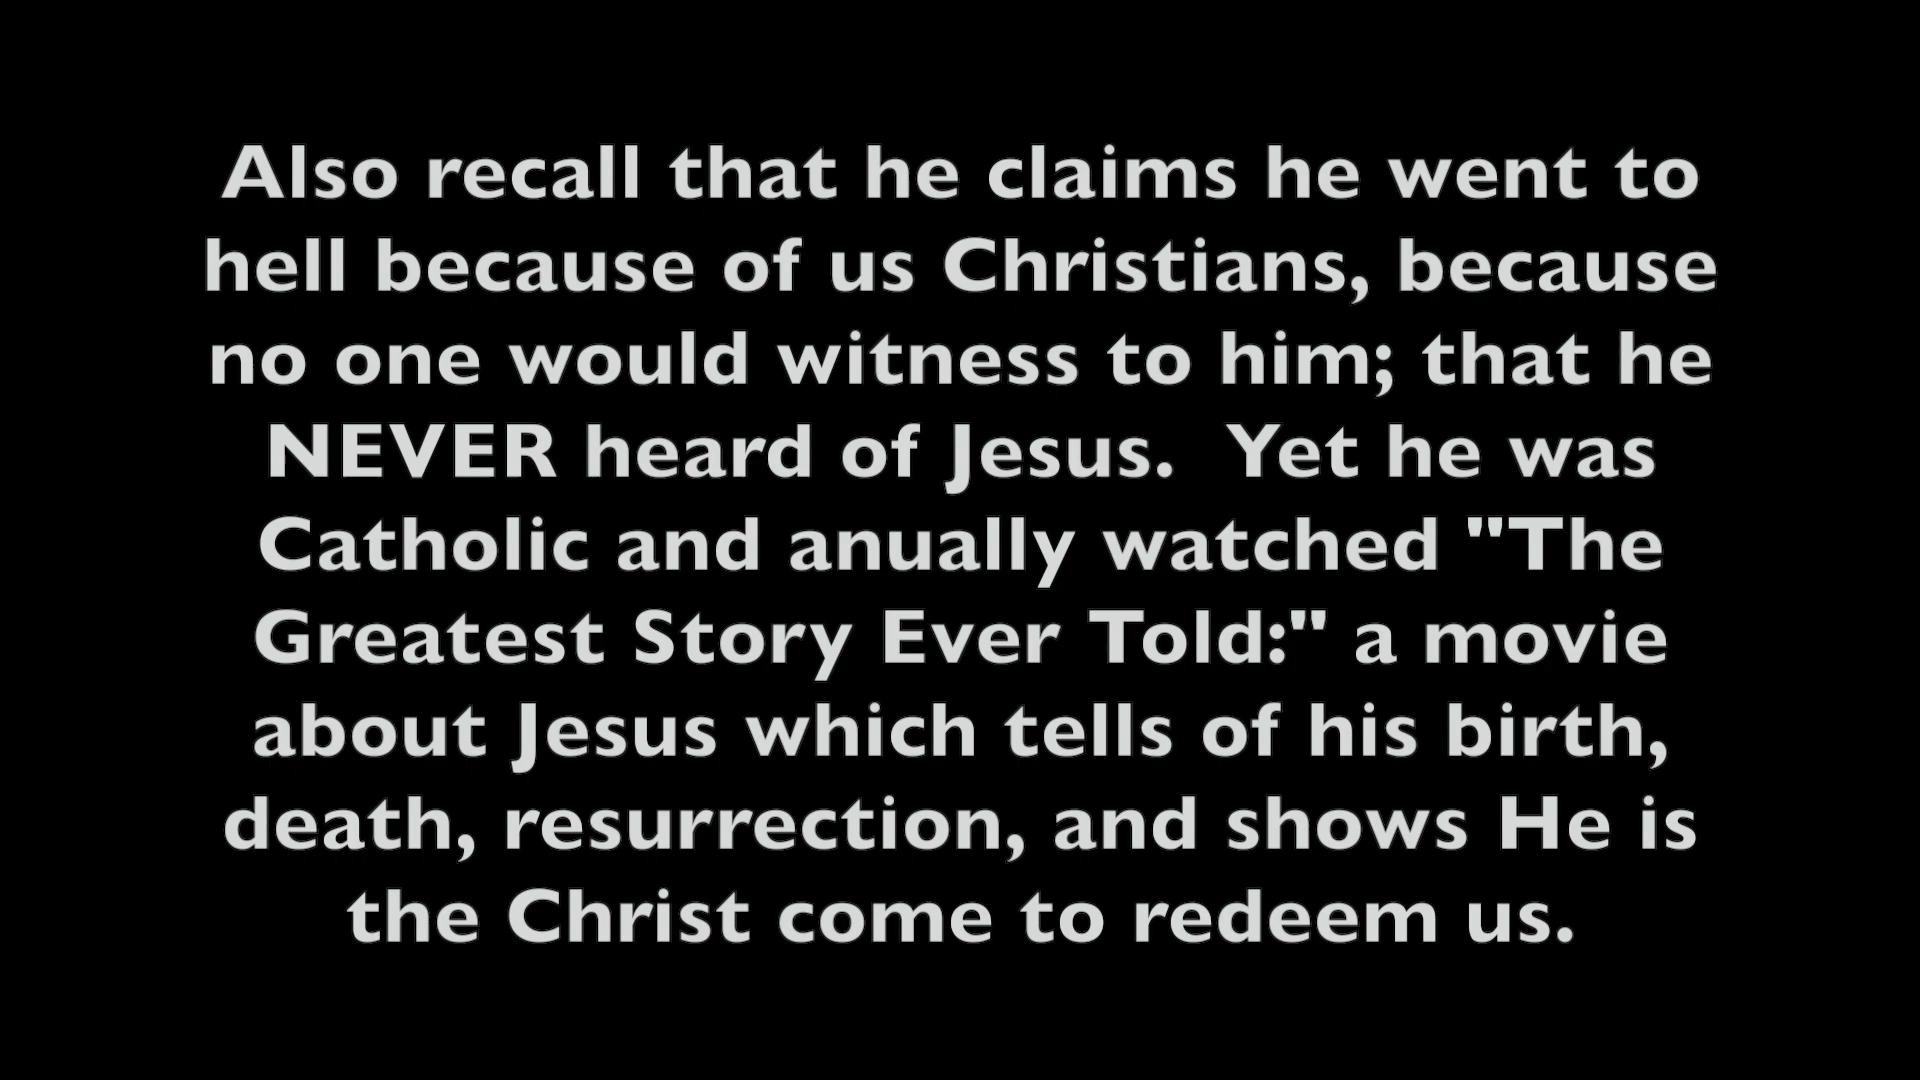 Also recall that he claims he went to
hell because of us Christians, because
no one would witness to him; that he
NEVER heard of Jesus.  Yet he was
Catholic and anually watched "The
Greatest Story Ever Told:" a movie
about Jesus which tells of his birth,
death, resurrection, and shows He is
the Christ come to redeem us.